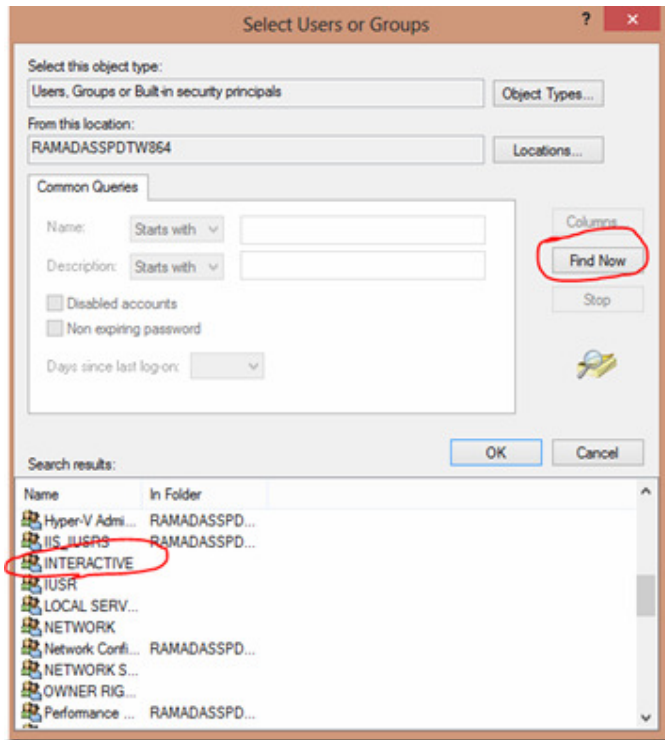 Select Users or Groups
?
×
Select this object type:
Users, Groups or Built-in security principals
Object Types...
From this location:
RAMADASSPDTW864
Locations...
Common Queries
Name:
Starts with
Columns...
Description:
Starts with
Find Now
Disabled accounts
Stop
Non expiring password
Days since last log-on:
OK
Cancel
Search results:
Name
In Folder
Hyper-V Admi...
RAMADASSPD...
IIS_IUSRS
RAMADASSPD...
INTERACTIVE
IUSR
LOCAL SERV...
NETWORK
Network Confi...
RAMADASSPD...
NETWORK S...
OWNER RIG...
Performance ...
RAMADASSPD...